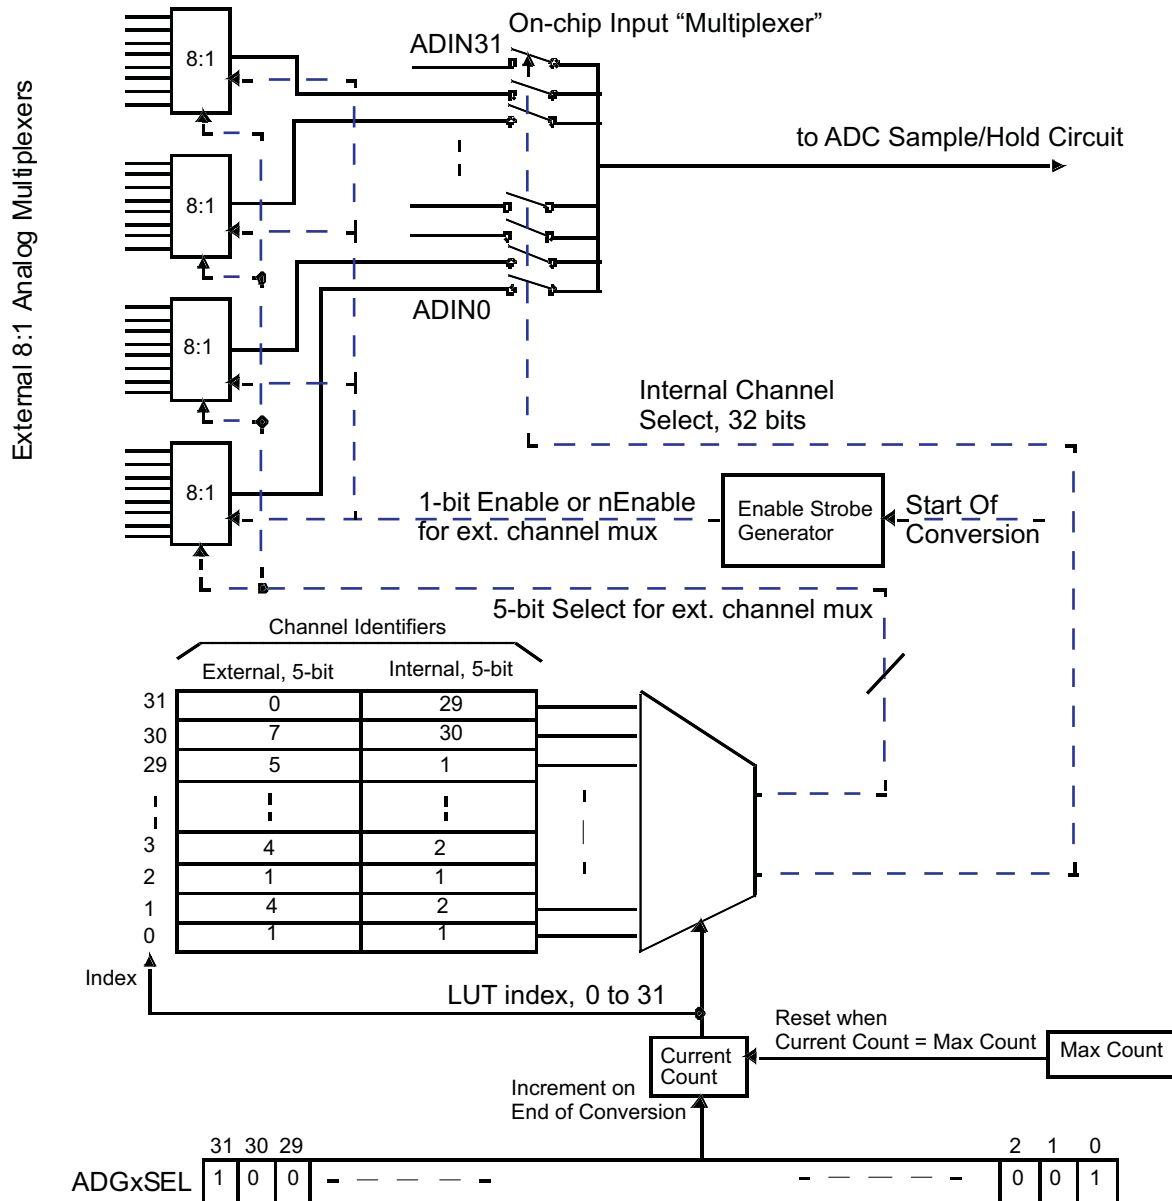 On-chip Input “Multiplexer”
ADIN31
External 8:1 Analog Multiplexers
8:1
to ADC Sample/Hold Circuit
8:1
ADIN0
8:1
Internal Channel
Select, 32 bits
8:1
1-bit Enable or nEnable
for ext. channel mux
Enable Strobe
Generator
Start Of
Conversion
5-bit Select for ext. channel mux
Channel Identifiers
External, 5-bit
Internal, 5-bit
31 0 29
30 7 30
29 5 1
3 4 2
2 1 1
1 4 2
0 1 1
Index
LUT index, 0 to 31
Reset when
Current Count = Max Count
Max Count
Current
Count
Increment on
End of Conversion
31 30 29 2 1 0
ADGxSEL 1 0 0 0 0 1